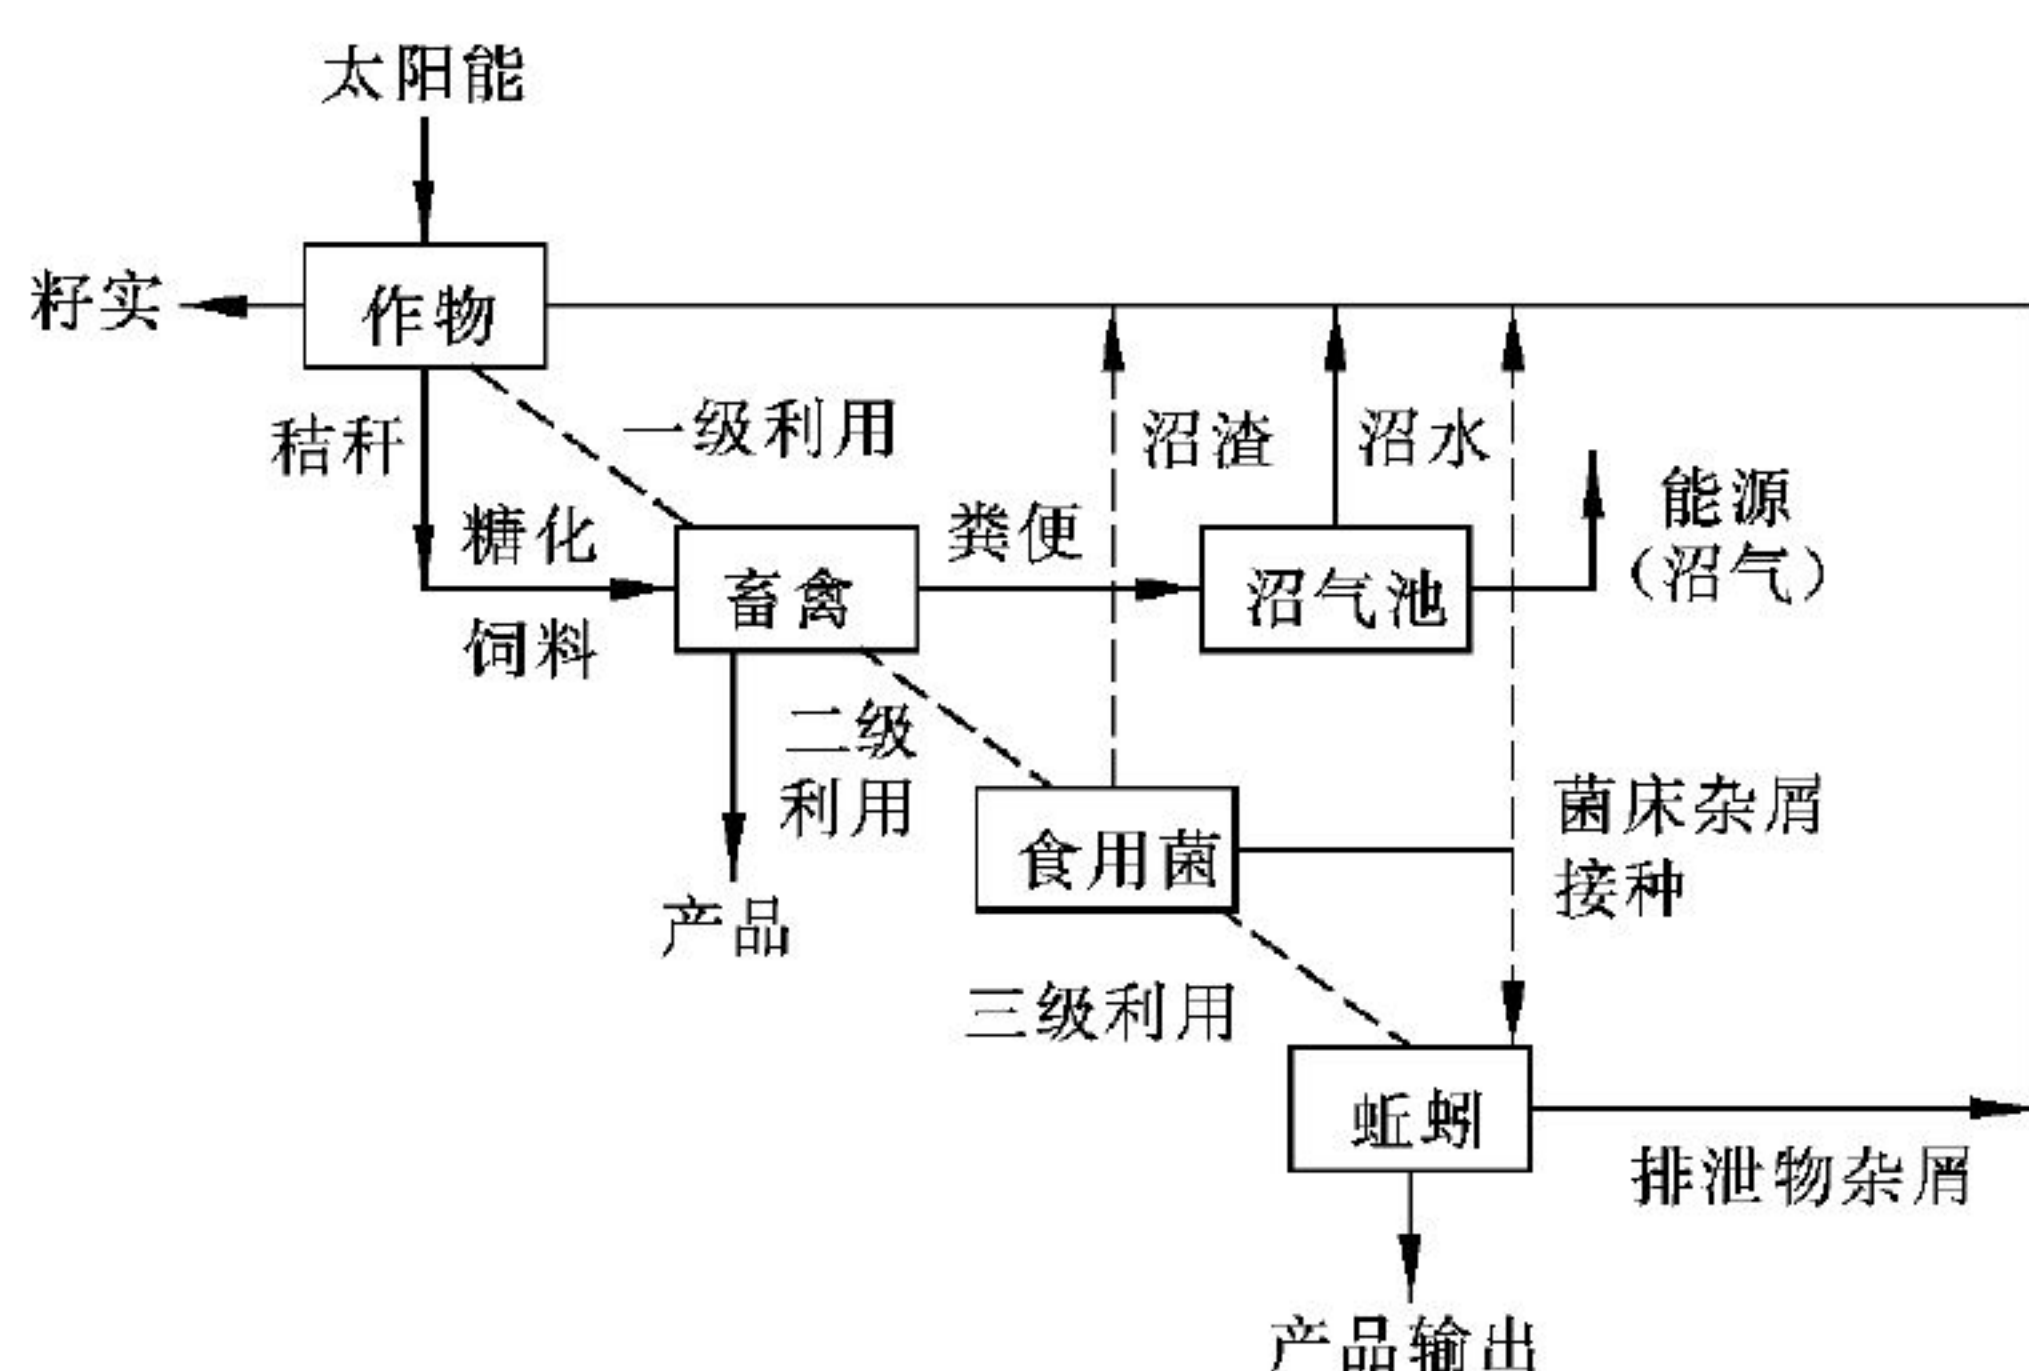 太阳能
籽实
作物
秸秆
一级利用
沼渣
沼水
能源
（沼气）
糖化
饲料
畜禽
粪便
沼气池
二级
利用
产品
食用菌
菌床杂屑
接种
三级利用
蚯蚓
排泄物杂屑
产品输出